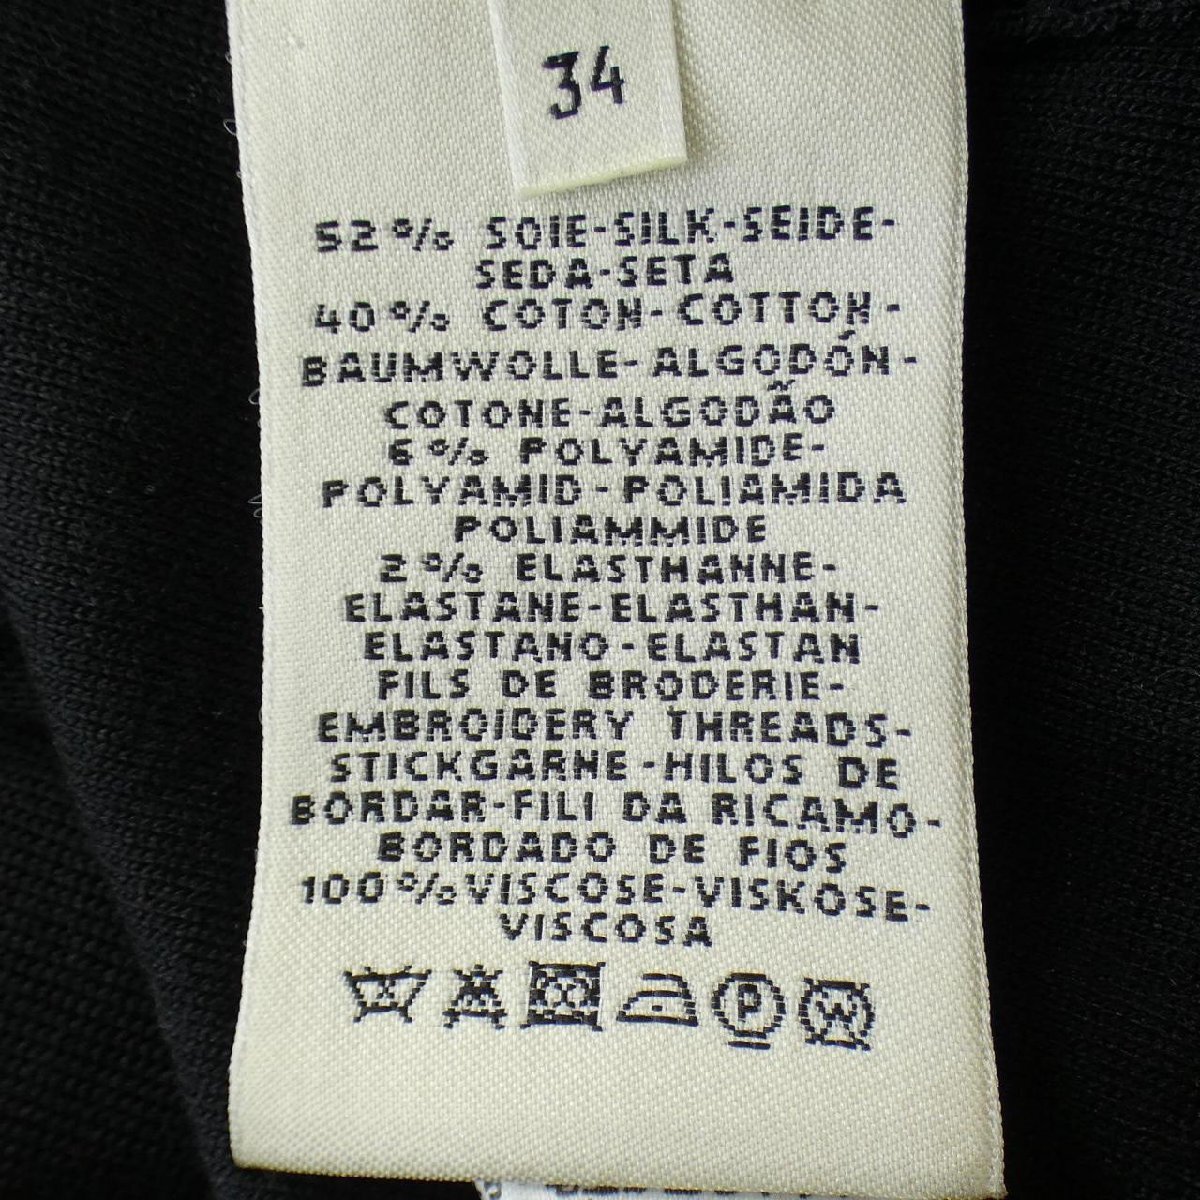 34
52% SOIE-SILK-SEIDE-
SEDA-SETA
40% COTON-COTTON-
BAUMWOLLE-ALGODÓN-
COTONE-ALGODÃO
6% POLYAMIDE-
POLYAMID-POLIAMIDA
POLIAMMIDE
2% ELASTHANNE-
ELASTANE-ELASTHAN-
ELASTANO-ELASTAN
FILS DE BRODERIE-
EMBROIDERY THREADS-
STICKGARNE-HILOS DE
BORDAR-FILI DA RICAMO-
BORDADO DE FIOS
100% VISCOSE-VISKOSE-
VISCOSA
P W